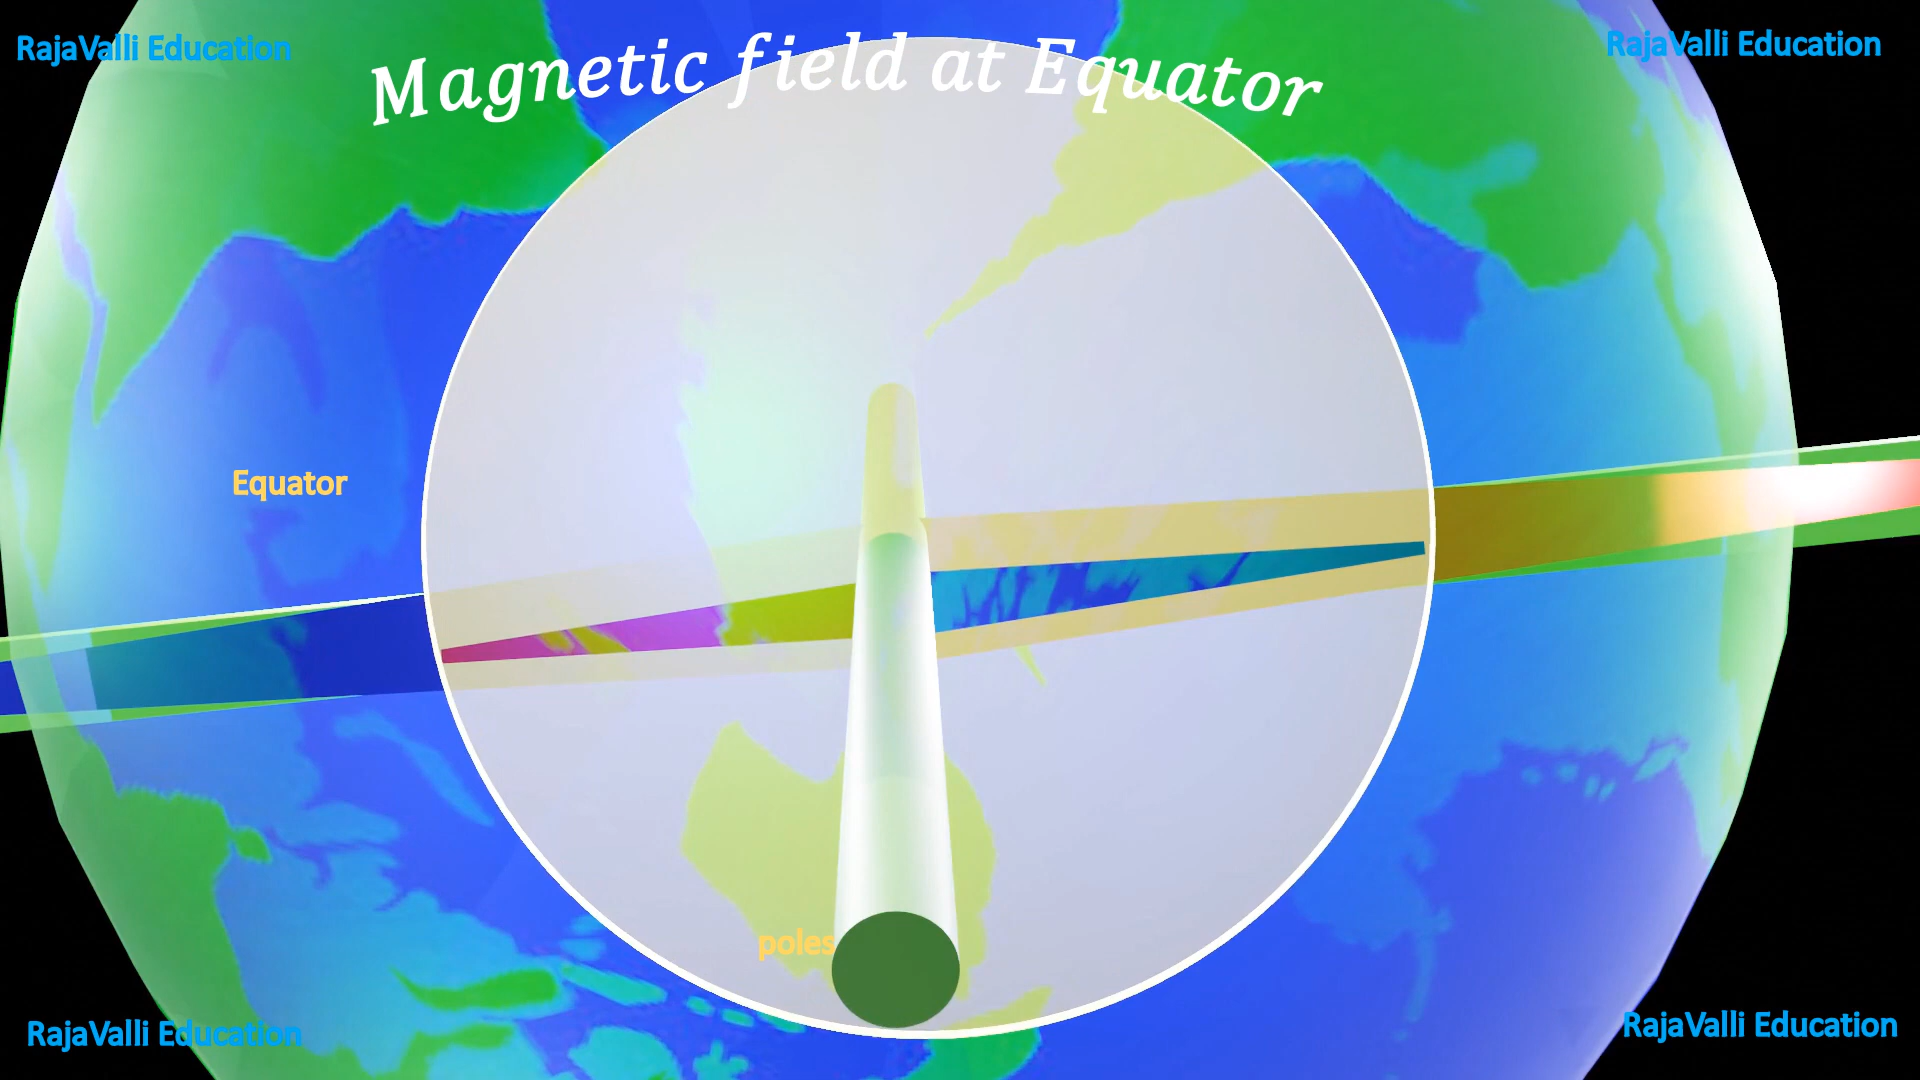 RajaValli Education
RajaValli Education
Magnetic field at Equator
Equator
poles
RajaValli Education
RajaValli Education